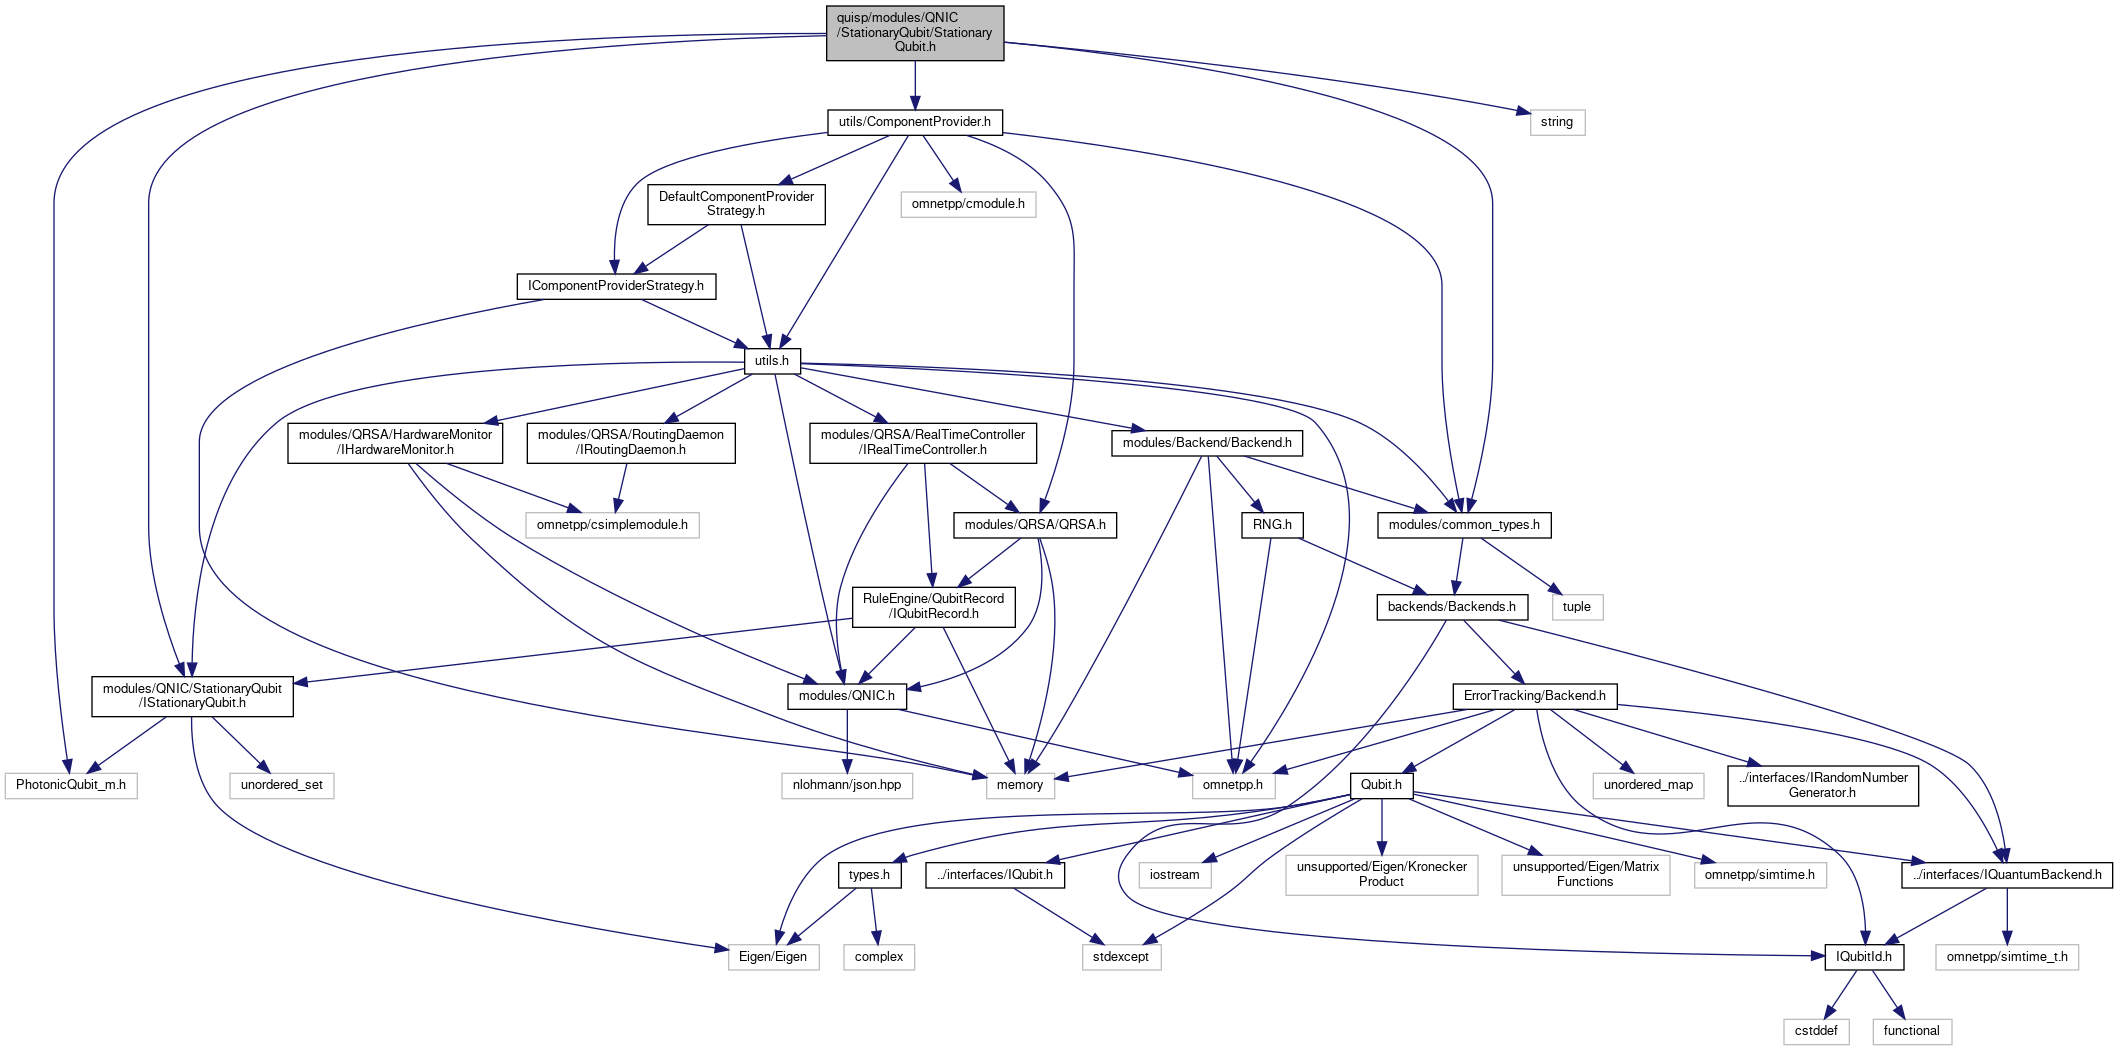 quisp/modules/QNIC
/StationaryQubit/Stationary
Qubit.h
utils/ComponentProvider.h
string
DefaultComponentProvider
Strategy.h
omnetpp/cmodule.h
IComponentProviderStrategy.h
utils.h
modules/QRSA/HardwareMonitor
/IHardwareMonitor.h
modules/QRSA/RoutingDaemon
/IRoutingDaemon.h
modules/QRSA/RealTimeController
/IRealTimeController.h
modules/Backend/Backend.h
omnetpp/csimplemodule.h
modules/QRSA/QRSA.h
RNG.h
modules/common_types.h
RuleEngine/QubitRecord
/IQubitRecord.h
backends/Backends.h
tuple
modules/QNIC/StationaryQubit
/IStationaryQubit.h
modules/QNIC.h
ErrorTracking/Backend.h
PhotonicQubit_m.h
unordered_set
nlohmann/json.hpp
memory
omnetpp.h
Qubit.h
unordered_map
../interfaces/IRandomNumber
Generator.h
types.h
../interfaces/IQubit.h
iostream
unsupported/Eigen/Kronecker
Product
unsupported/Eigen/Matrix
Functions
omnetpp/simtime.h
../interfaces/IQuantumBackend.h
Eigen/Eigen
complex
stdexcept
IQubitId.h
omnetpp/simtime_t.h
cstddef
functional